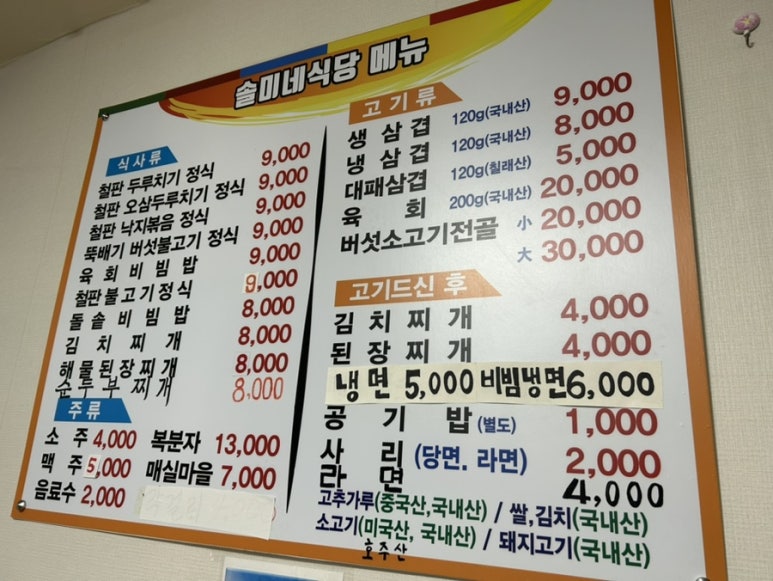 솔미네식당 메뉴
식사류
철판 두루치기 정식 9,000
철판 오삼두루치기 정식 9,000
철판 낙지볶음 정식 9,000
뚝배기 버섯불고기 정식 9,000
육 회 비 빔 밥 9,000
철판 불고기정식 9,000
돌 솥 비 빔 밥 8,000
김 치 찌 개 8,000
해 물 된 장 찌 개 8,000
순 두 부 찌 개 8,000
주 류
소 주 4,000 복분자 13,000
맥 주 5,000 매실마을 7,000
음료수 2,000
고 기 류
생 삼 겹 120g(국내산) 9,000
냉 삼 겹 120g(국내산) 8,000
대패삼겹 120g(칠래산) 5,000
육 회 200g(국내산) 20,000
버섯소고기전골 小 20,000
大 30,000
고기드신 후
김 치 찌 개 4,000
된 장 찌 개 4,000
냉면 5,000 비빔냉면 6,000
공 기 밥 (별도) 1,000
사 리 (당면. 라면) 2,000
라 면 4,000
고추가루(중국산,국내산) / 쌀,김치(국내산)
소고기(미국산, 국내산) / 돼지고기(국내산)
호주산